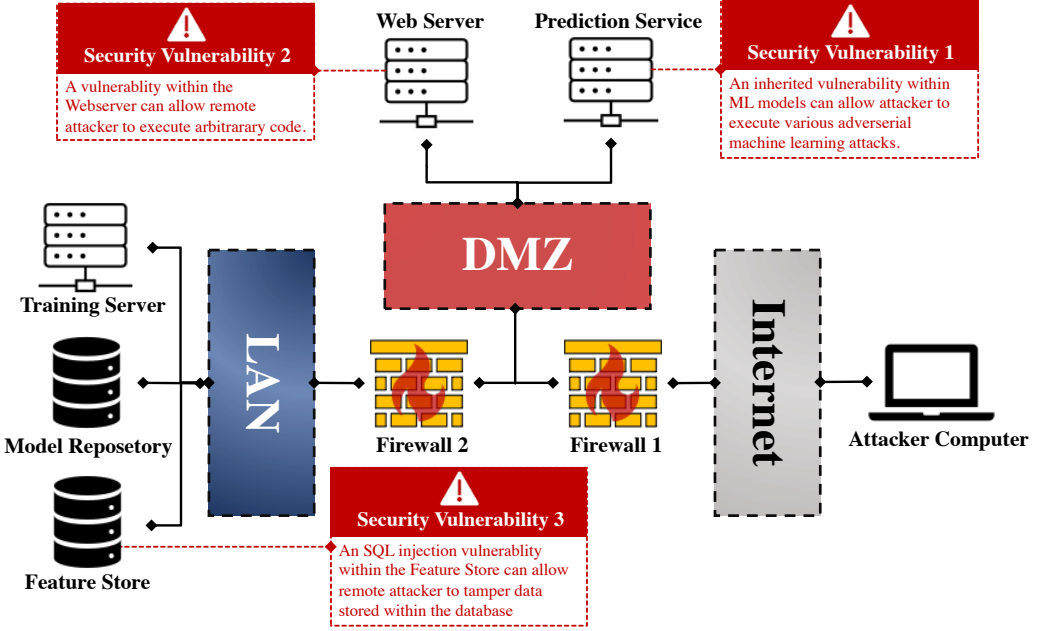 Web Server
Prediction Service
Security Vulnerability 2
A vulnerablity within the
Webserver can allow remote
attacker to execute arbitrarary code.
Security Vulnerability 1
An inherited vulnerability within
ML models can allow attacker to
execute various adverserial
machine learning attacks.
DMZ
Training Server
LAN
Internet
Model Reposetory
Firewall 2
Firewall 1
Attacker Computer
Feature Store
Security Vulnerability 3
An SQL injection vulnerablity
within the Feature Store can allow
remote attacker to tamper data
stored within the database